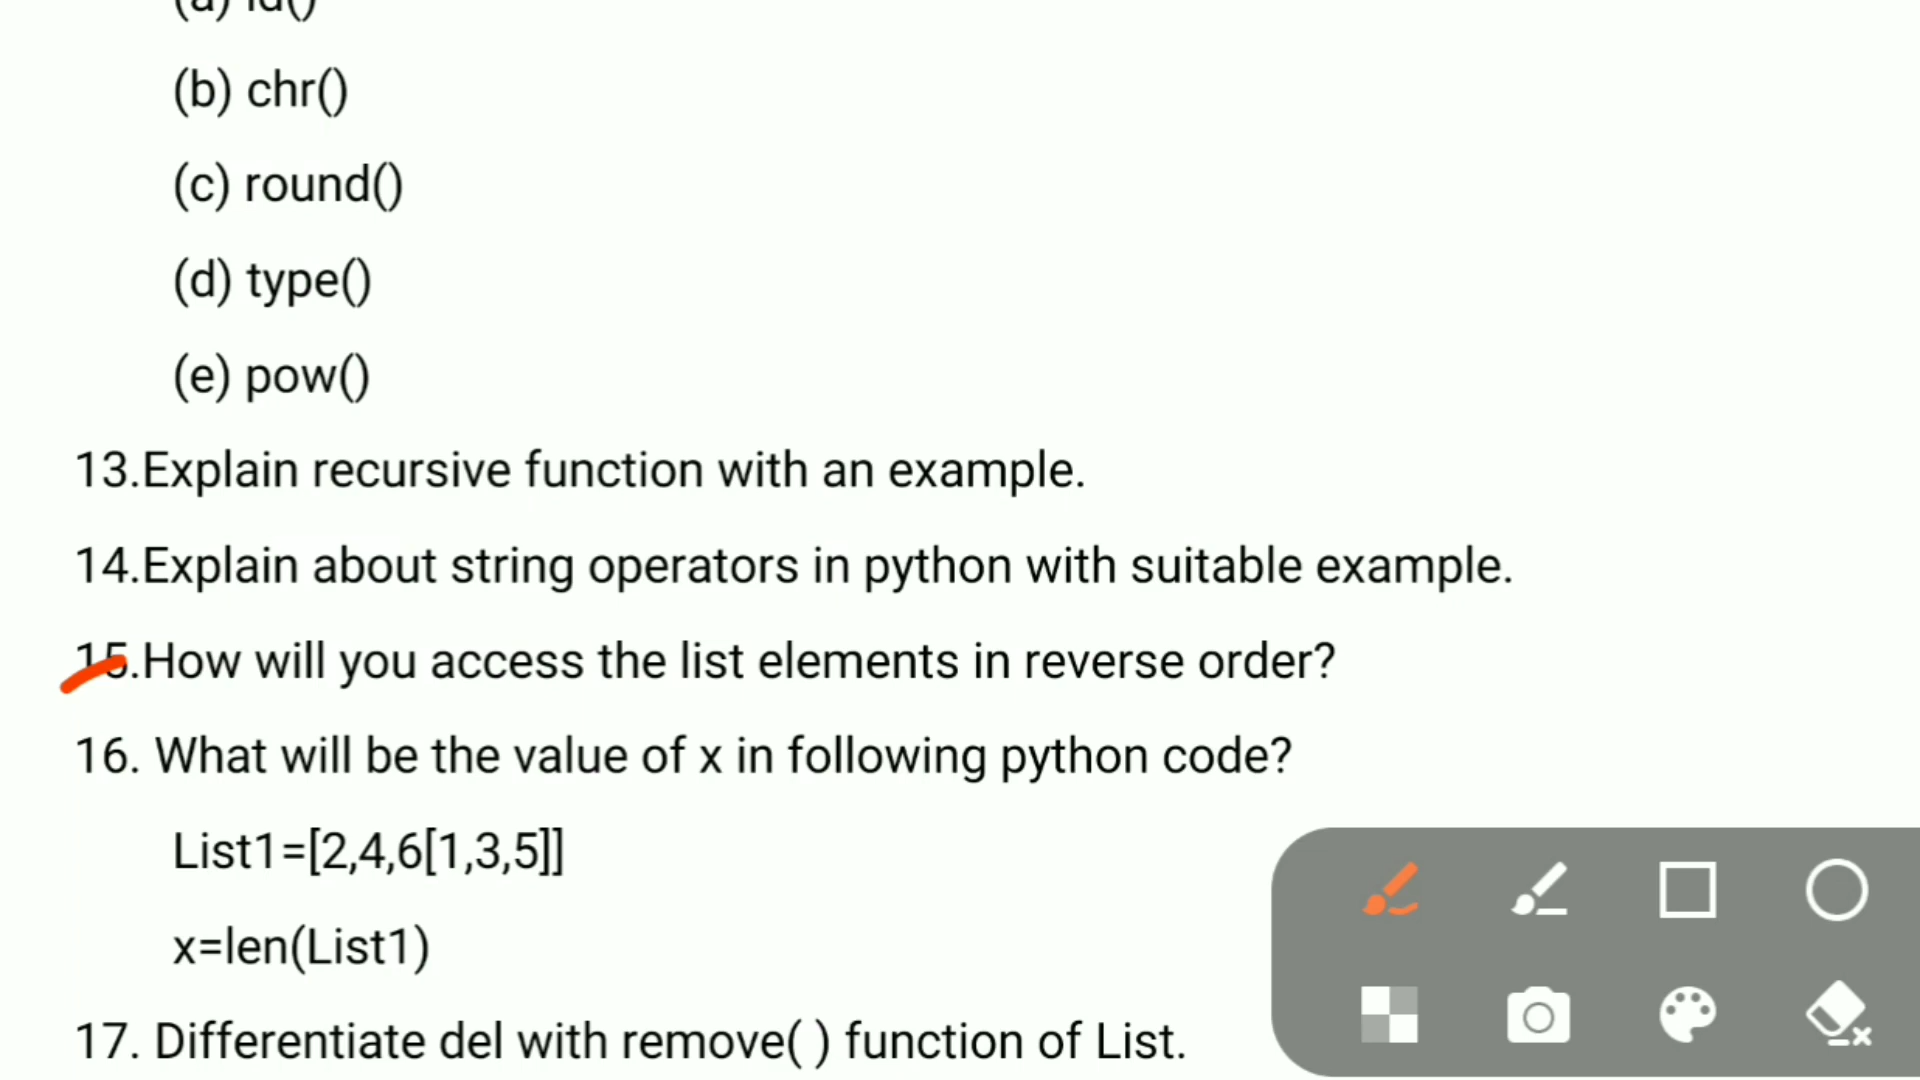 (a) id()
(b) chr()
(c) round()
(d) type()
(e) pow()
13.Explain recursive function with an example.
14.Explain about string operators in python with suitable example.
15.How will you access the list elements in reverse order?
16. What will be the value of x in following python code?
List1=[2,4,6[1,3,5]]
x=len(List1)
17. Differentiate del with remove( ) function of List.